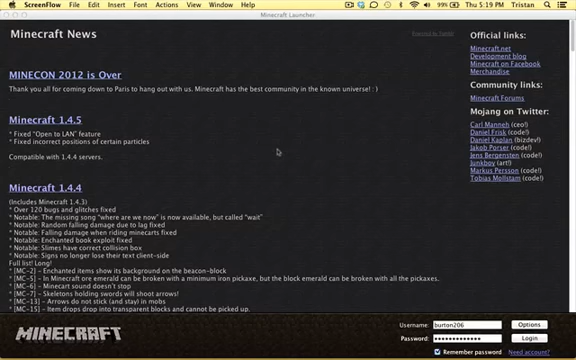 ScreenFlow File Edit Insert Font Actions View Window Help 99% Thu 5:19 PM Tristan
Minecraft Launcher
Minecraft News
Powered by Tumblr
MINECON 2012 is Over
Thank you all for coming down to Paris to hang out with us. Minecraft has the best community in the known universe! :)
Minecraft 1.4.5
* Fixed "Open to LAN" feature
* Fixed incorrect positions of certain particles
Compatible with 1.4.4 servers.
Minecraft 1.4.4
(Includes Minecraft 1.4.3)
* Over 120 bugs and glitches fixed
* Notable: The missing song "where are we now" is now available, but called "wait"
* Notable: Random falling damage due to lag fixed
* Notable: Falling damage when riding minecarts fixed
* Notable: Enchanted book exploit fixed
* Notable: Slimes have correct collision box
* Notable: Signs no longer lose their text client-side
Full list! Long!
* [MC-2] - Enchanted items show its background on the beacon-block
* [MC-5] - In Minecraft ore emerald can be broken with a minimum iron pickaxe, but the block emerald can be broken with all the pickaxes.
* [MC-6] - Minecart sound doesn't stop
* [MC-7] - Skeletons holding swords will shoot arrows!
* [MC-13] - Arrows do not stick (and stay) in mobs
* [MC-15] - Item drops drop into transparent blocks and cannot be picked up.
Official links:
Minecraft.net
Development blog
Minecraft on Facebook
Merchandise
Community links:
Minecraft Forums
Mojang on Twitter:
Carl Manneh (ceo!)
Daniel Frisk (cto!)
Daniel Kaplan (bizdev!)
Jakob Porser (code!)
Jens Bergensten (code!)
Junkboy (art!)
Markus Persson (code!)
Tobias Mollstam (code!)
MINECRAFT
Username: burton206 Options
Password: Login
Remember password Need account?